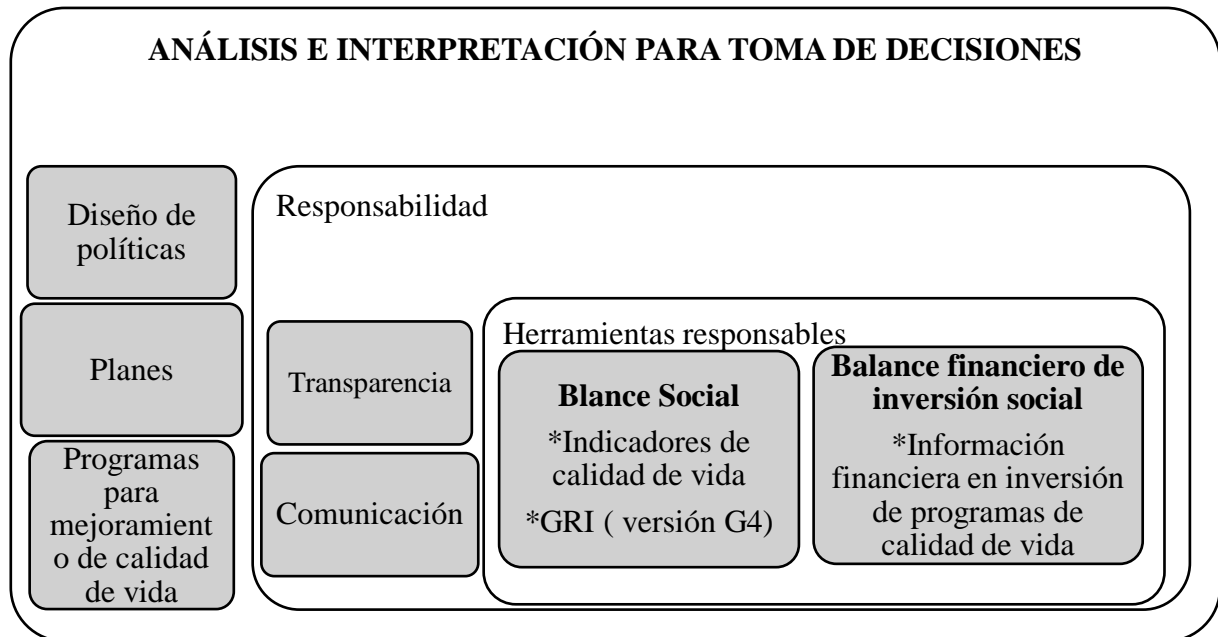 ANÁLISIS E INTERPRETACIÓN PARA TOMA DE DECISIONES
Diseño de
políticas
Planes
Programas
para
mejoramient
o de calidad
de vida
Responsabilidad
Transparencia
Comunicación
Herramientas responsables
Blance Social
*Indicadores de
calidad de vida
*GRI ( versión G4)
Balance financiero de
inversión social
*Información
financiera en inversión
de programas de
calidad de vida